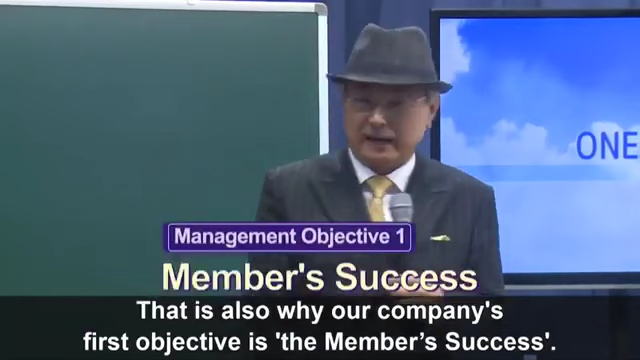 ONE
Management Objective 1
Member's Success
That is also why our company's
first objective is 'the Member’s Success'.